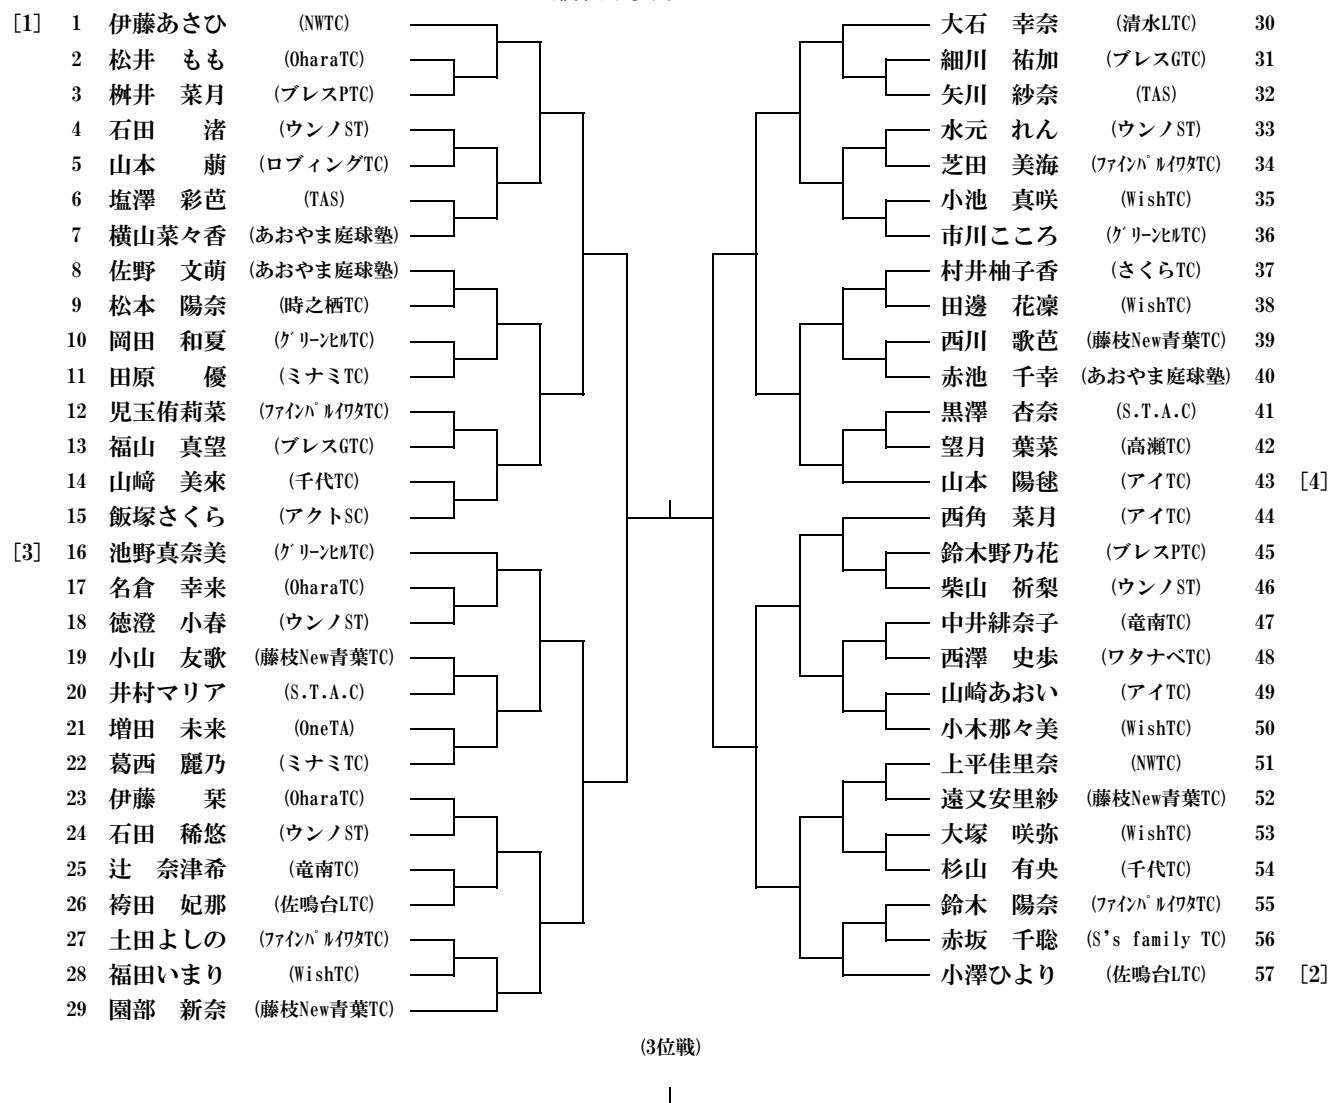 [1] 1 伊藤あさひ (NWTC)
2 松井 もも (OharaTC)
3 桝井 菜月 (ブレスPTC)
4 石田 渚 (ウンノST)
5 山本 萠 (ロブィングTC)
6 塩澤 彩芭 (TAS)
7 横山菜々香 (あおやま庭球塾)
8 佐野 文萌 (あおやま庭球塾)
9 松本 陽奈 (時之栖TC)
10 岡田 和夏 (ｸﾞﾘｰﾝﾋﾙTC)
11 田原 優 (ミナミTC)
12 児玉侑莉菜 (ﾌｧｲﾝﾊﾟﾙｲﾜﾀTC)
13 福山 真望 (ブレスGTC)
14 山﨑 美來 (千代TC)
15 飯塚さくら (アクトSC)
[3] 16 池野真奈美 (ｸﾞﾘｰﾝﾋﾙTC)
17 名倉 幸来 (OharaTC)
18 徳澄 小春 (ウンノST)
19 小山 友歌 (藤枝New青葉TC)
20 井村マリア (S.T.A.C)
21 増田 未来 (OneTA)
22 葛西 麗乃 (ミナミTC)
23 伊藤 栞 (OharaTC)
24 石田 稀悠 (ウンノST)
25 辻 奈津希 (竜南TC)
26 袴田 妃那 (佐鳴台LTC)
27 土田よしの (ﾌｧｲﾝﾊﾟﾙｲﾜﾀTC)
28 福田いまり (WishTC)
29 園部 新奈 (藤枝New青葉TC)
大石 幸奈 (清水LTC) 30
細川 祐加 (ブレスGTC) 31
矢川 紗奈 (TAS) 32
水元 れん (ウンノST) 33
芝田 美海 (ﾌｧｲﾝﾊﾟﾙｲﾜﾀTC) 34
小池 真咲 (WishTC) 35
市川こころ (ｸﾞﾘｰﾝﾋﾙTC) 36
村井柚子香 (さくらTC) 37
田邊 花凜 (WishTC) 38
西川 歌芭 (藤枝New青葉TC) 39
赤池 千幸 (あおやま庭球塾) 40
黒澤 杏奈 (S.T.A.C) 41
望月 葉菜 (高瀬TC) 42
山本 陽毬 (アイTC) 43 [4]
西角 菜月 (アイTC) 44
鈴木野乃花 (ブレスPTC) 45
柴山 祈梨 (ウンノST) 46
中井緋奈子 (竜南TC) 47
西澤 史歩 (ワタナベTC) 48
山崎あおい (アイTC) 49
小木那々美 (WishTC) 50
上平佳里奈 (NWTC) 51
遠又安里紗 (藤枝New青葉TC) 52
大塚 咲弥 (WishTC) 53
杉山 有央 (千代TC) 54
鈴木 陽奈 (ﾌｧｲﾝﾊﾟﾙｲﾜﾀTC) 55
赤坂 千聡 (S's family TC) 56
小澤ひより (佐鳴台LTC) 57 [2]
(3位戦)